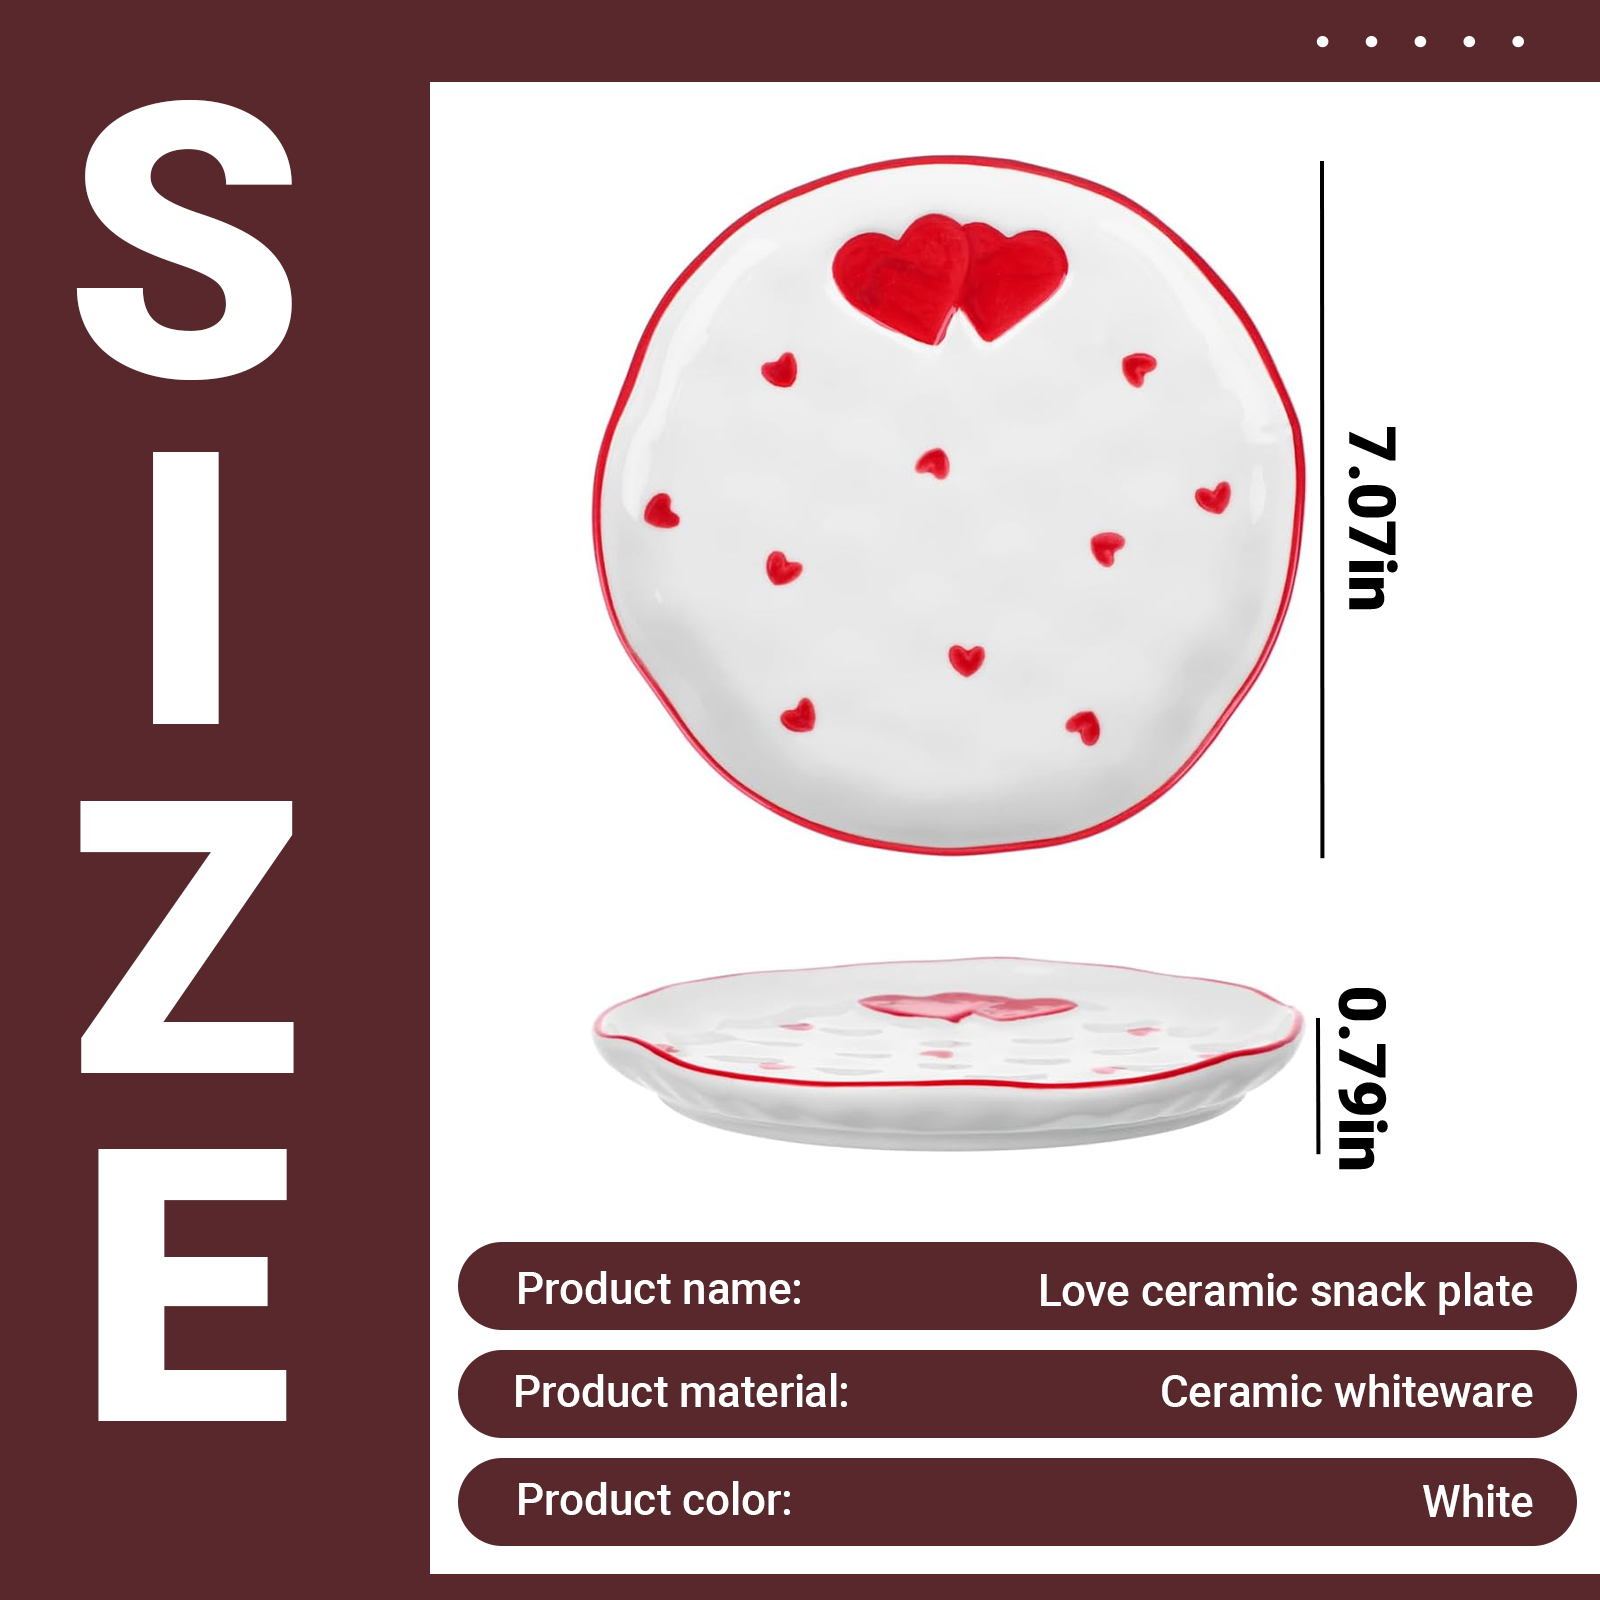 SIZE
7.07in
0.79in
Product name: Love ceramic snack plate
Product material: Ceramic whiteware
Product color: White